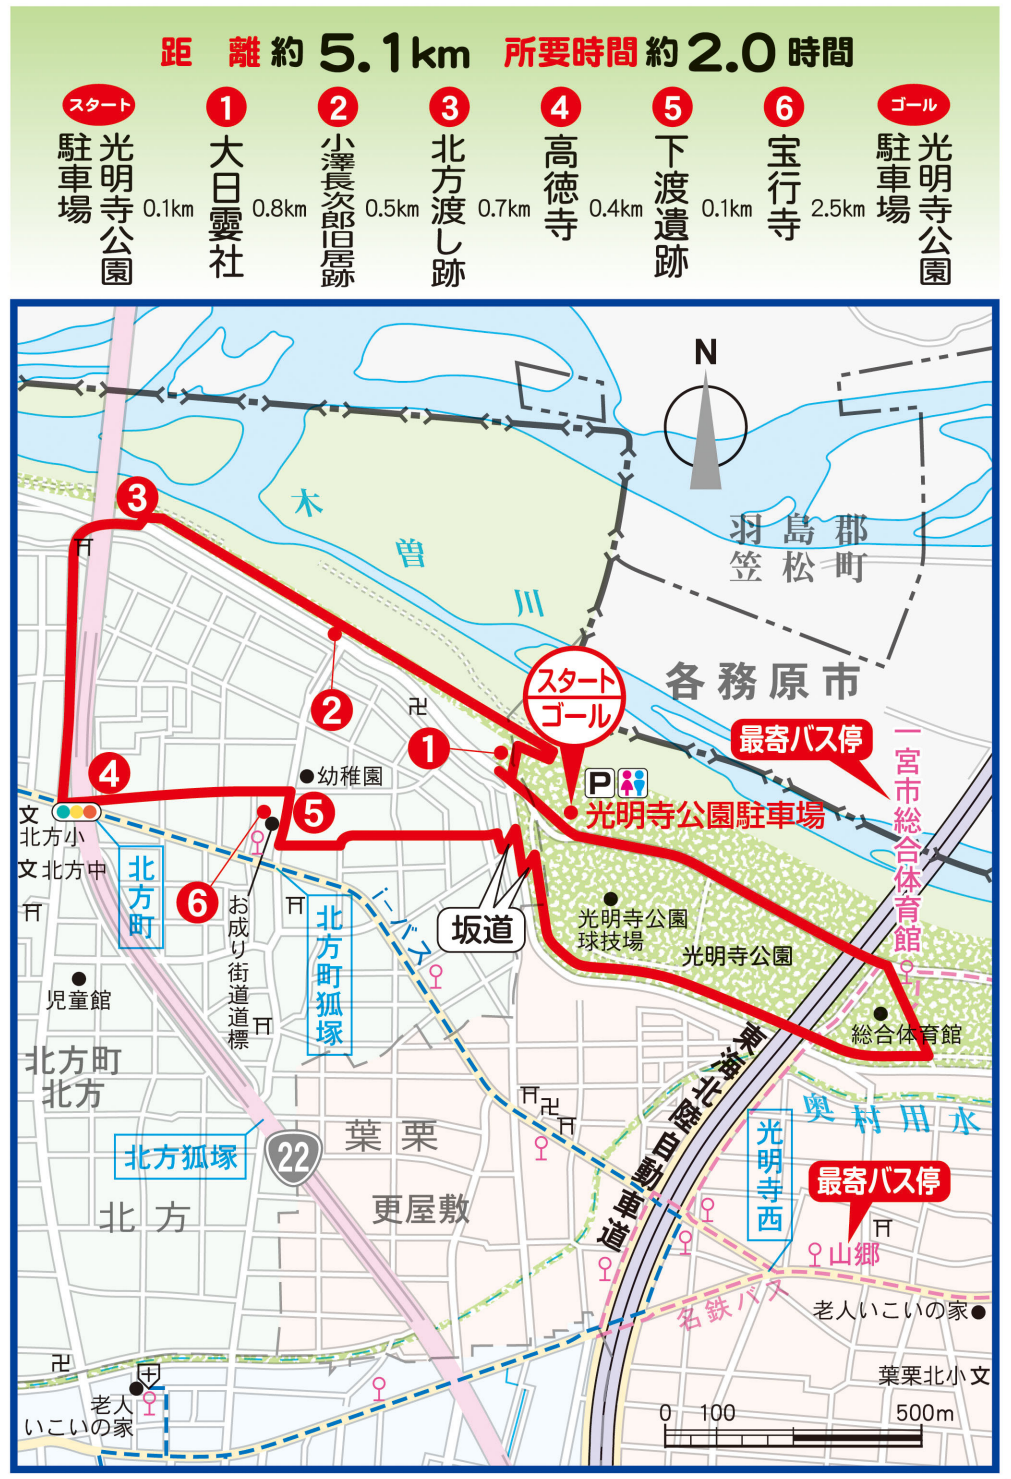 距 離 約 5.1km 所要時間 約 2.0 時間
スタート
光明寺公園
駐車場
0.1km
1
大日霊社
0.8km
2
小澤長次郎旧居跡
0.5km
3
北方渡し跡
0.7km
4
高徳寺
0.4km
5
下渡遺跡
0.1km
6
宝行寺
2.5km
ゴール
光明寺公園
駐車場
N
木曽川
羽島郡
笠松町
各務原市
最寄バス停
一宮市総合体育館
3
2
1
スタート
ゴール
P
光明寺公園駐車場
4
幼稚園
5
文
北方小
文 北方中
北方町
6
お成り街道道標
北方町狐塚
i-バス
坂道
光明寺公園
球技場
光明寺公園
総合体育館
児童館
北方町
北方
東海北陸自動車道
奥村用水
光明寺西
北方狐塚
22
葉栗
更屋敷
北方
最寄バス停
山郷
名鉄バス
老人いこいの家
葉栗北小文
老人
いこいの家
0 100 500m